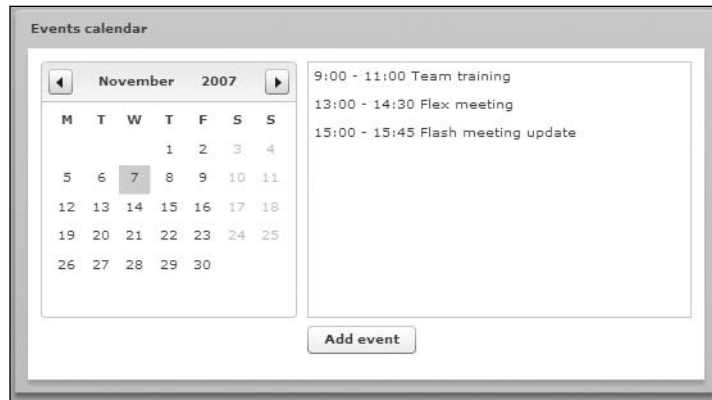 Events calendar
November 2007
M T W T F S S
1 2 3 4
5 6 7 8 9 10 11
12 13 14 15 16 17 18
19 20 21 22 23 24 25
26 27 28 29 30
9:00 - 11:00 Team training
13:00 - 14:30 Flex meeting
15:00 - 15:45 Flash meeting update
Add event